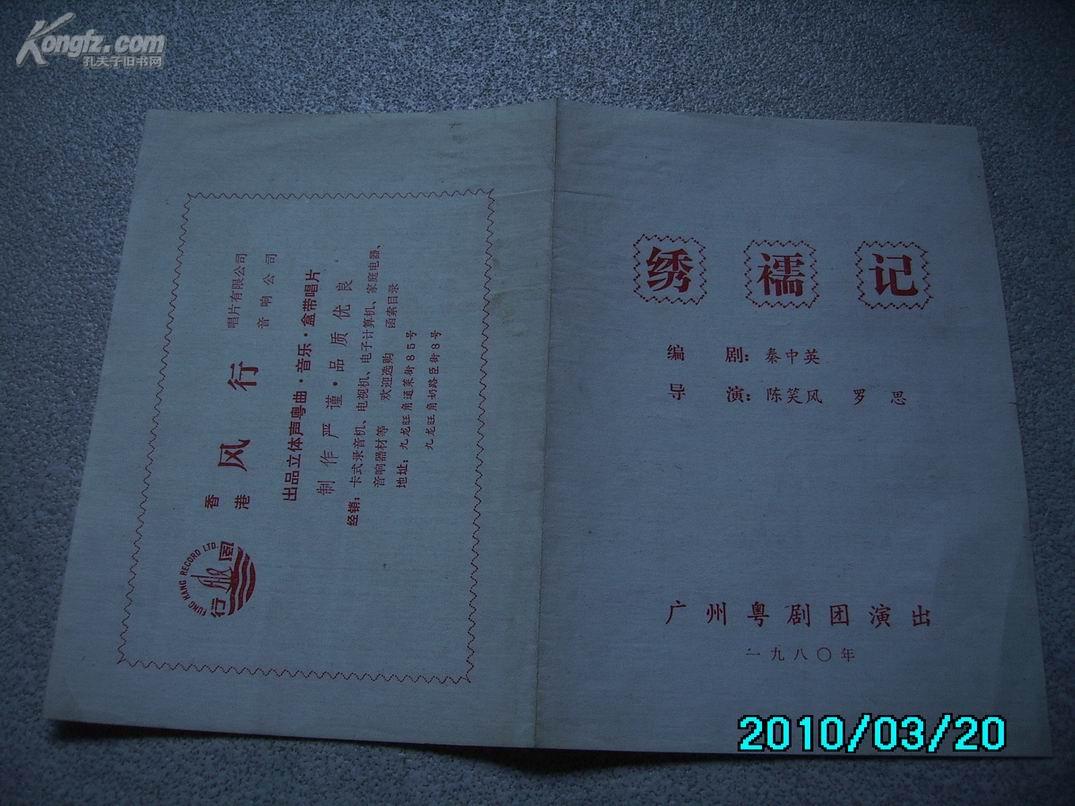 Kongfz.com
孔夫子旧书网
绣襦记
编 剧：秦中英
导 演：陈笑风 罗 思
广州粤剧团演出
一九八〇年
FUNG HANG RECORD LTD.
风行
香港 风行 唱片有限公司
音响公司
出品立体声粤曲·音乐·盒带唱片
制作严谨·品质优良
经销：卡式录音机、电视机、电子计算机、家庭电器、
音响器材等 欢迎选购 函索目录
地址：九龙旺角通菜街85号
九龙旺角奶路臣街8号
2010/03/20